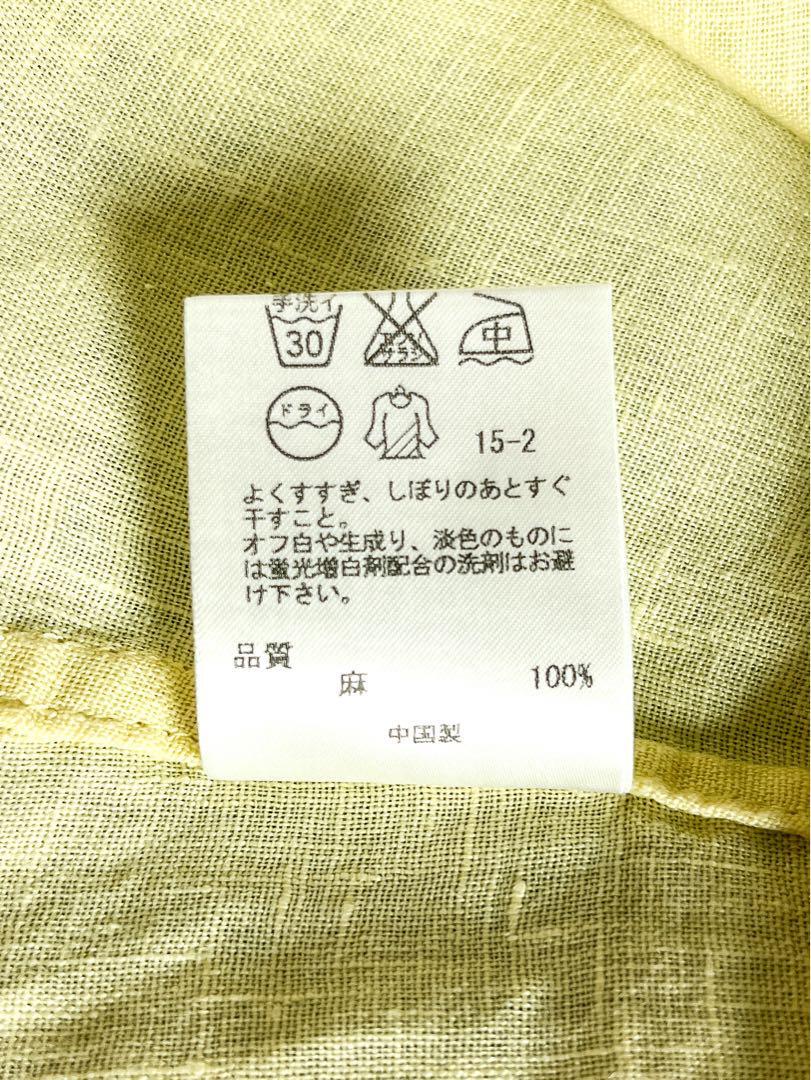 手洗イ
30
中
ドライ
15-2
よくすすぎ、しぼりのあとすぐ
干すこと。
オフ白や生成り、淡色のものに
は蛍光増白剤配合の洗剤はお避
け下さい。
品質
麻 100%
中国製